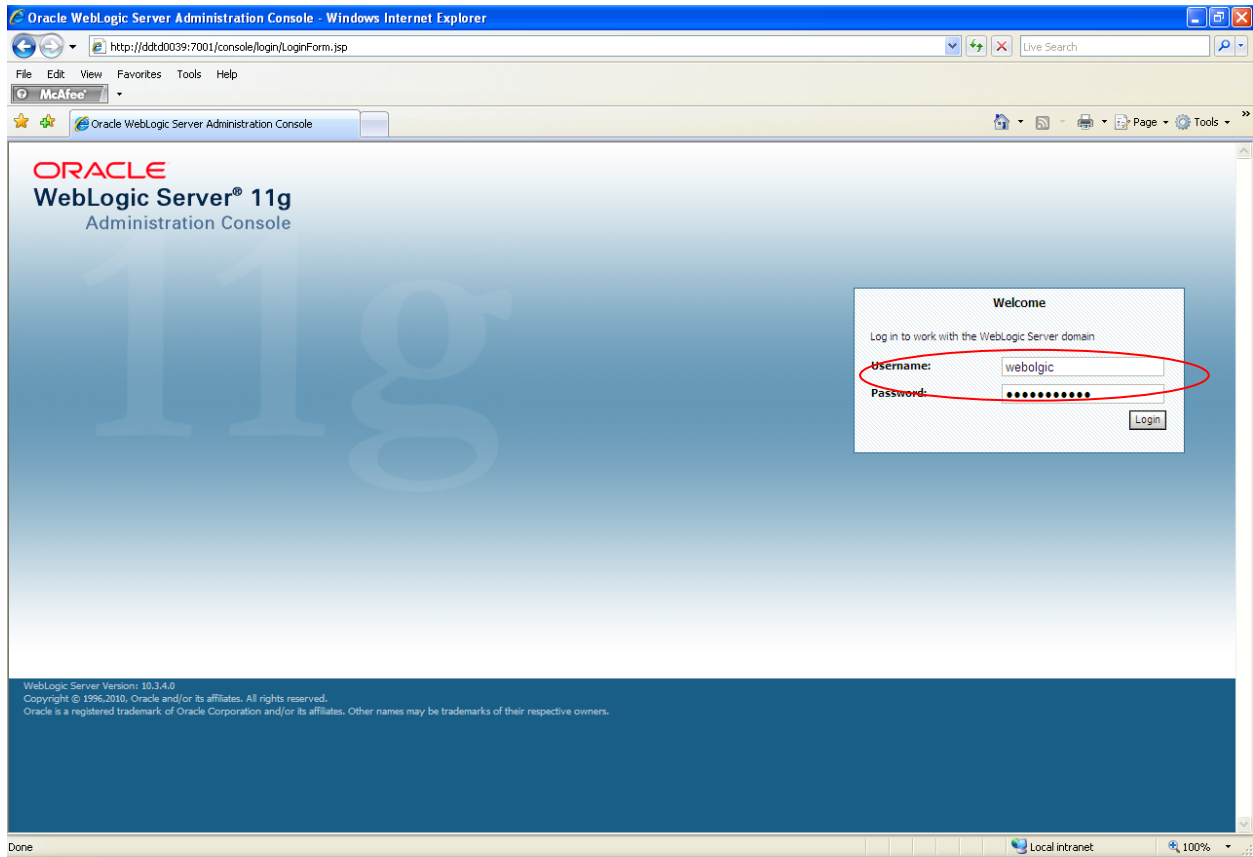 Oracle WebLogic Server Administration Console - Windows Internet Explorer
http://ddtd0039:7001/console/login/LoginForm.jsp
Live Search
File Edit View Favorites Tools Help
McAfee
Oracle WebLogic Server Administration Console
Page Tools »
ORACLE
WebLogic Server® 11g
Administration Console
11g
Welcome
Log in to work with the WebLogic Server domain
Username: webolgic
Password: •••••••••••
Login
WebLogic Server Version: 10.3.4.0
Copyright © 1996,2010, Oracle and/or its affiliates. All rights reserved.
Oracle is a registered trademark of Oracle Corporation and/or its affiliates. Other names may be trademarks of their respective owners.
Done Local intranet 100%